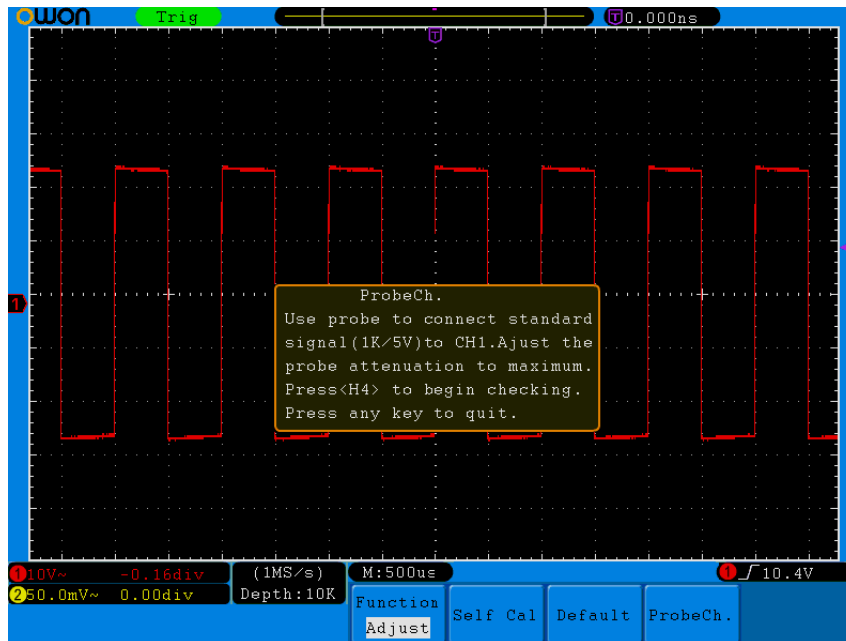 OWON Trig T 0.000ns
T
ProbeCh.
Use probe to connect standard
signal(1K/5V)to CH1.Ajust the
probe attenuation to maximum.
Press<H4> to begin checking.
Press any key to quit.
1
1 10V~ -0.16div (1MS/s) M:500us 1 10.4V
2 50.0mV~ 0.00div Depth:10K
Function Self Cal Default ProbeCh.
Adjust